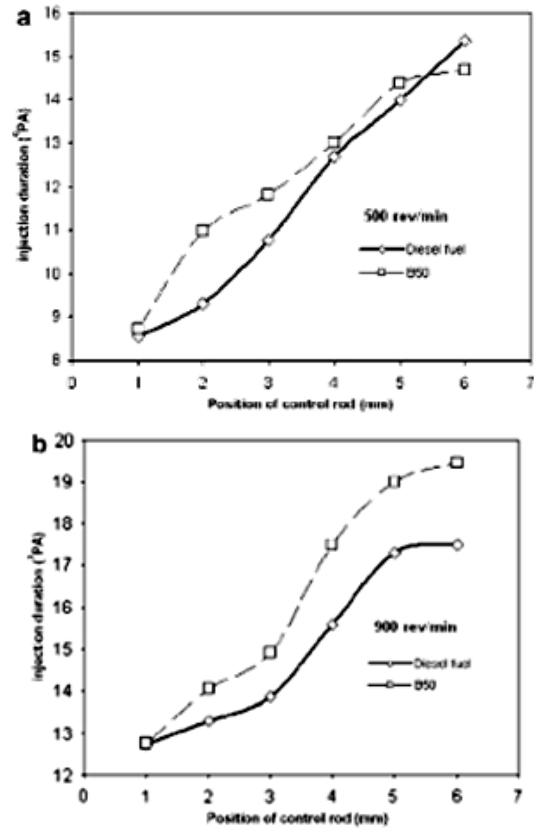 a
16
15
14
13
12
11
10
9
8
injection duration (°PA)
500 rev/min
Diesel fuel
B50
0 1 2 3 4 5 6 7
Position of control rod (mm)
b
20
19
18
17
16
15
14
13
12
injection duration (°PA)
900 rev/min
Diesel fuel
B50
0 1 2 3 4 5 6 7
Position of control rod (mm)